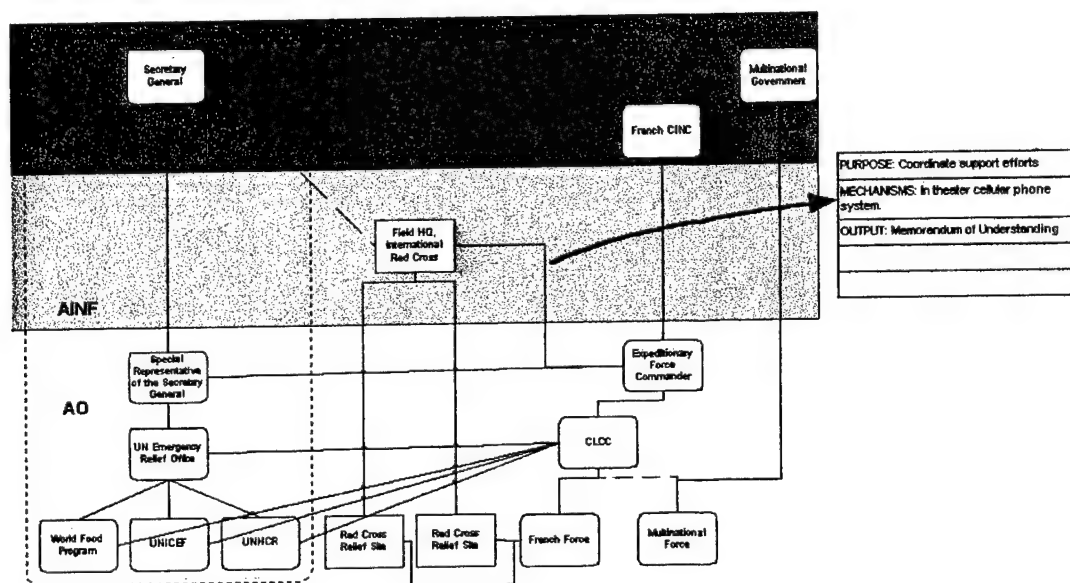 Secretary
General
Multinational
Government
French CINC
PURPOSE: Coordinate support efforts
MECHANISMS: In theater cellular phone
system.
OUTPUT: Memorandum of Understanding
Field HQ,
International
Red Cross
AINF
Special
Representative
of the Secretary
General
Expeditionary
Force
Commander
AO
UN Emergency
Relief Office
CLCC
World Food
Program
UNICEF
UNHCR
Red Cross
Relief Site
Red Cross
Relief Site
French Force
Multinational
Force